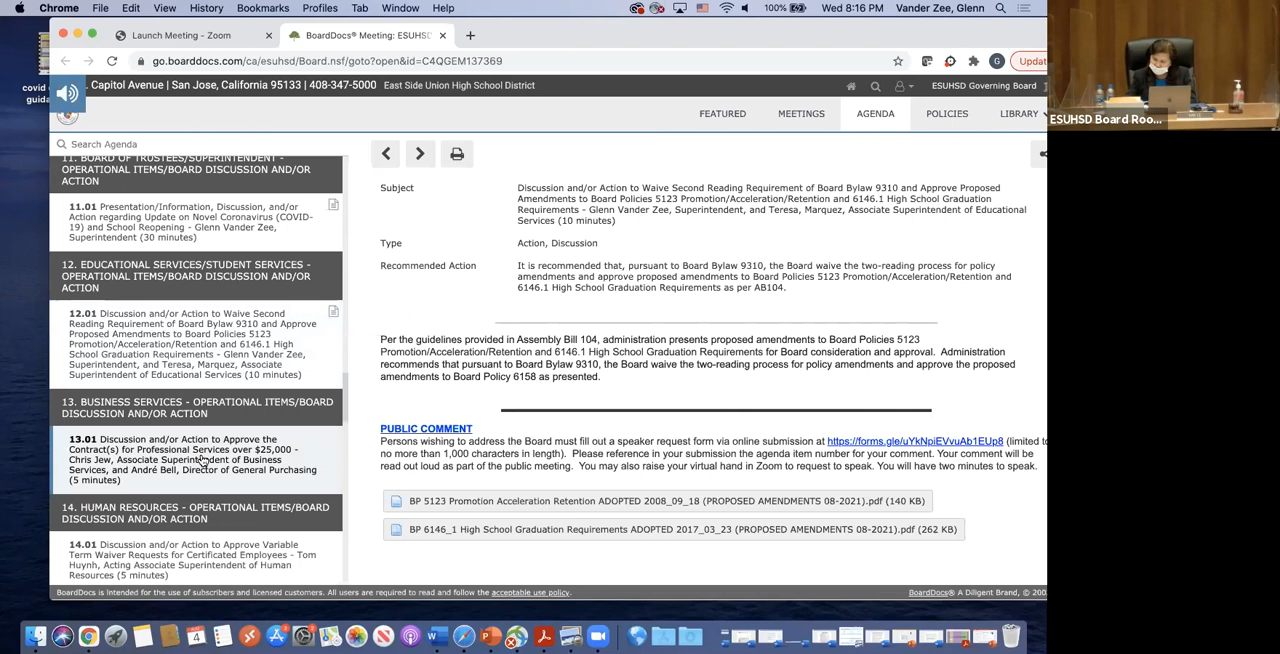 Chrome File Edit View History Bookmarks Profiles Tab Window Help 100% Wed 8:16 PM Vander Zee, Glenn
Launch Meeting - Zoom
BoardDocs® Meeting: ESUHSD
go.boarddocs.com/ca/esuhsd/Board.nsf/goto?open&id=C4QGEM137369
G
Updat
covid
guida
Capitol Avenue | San Jose, California 95133 | 408-347-5000 East Side Union High School District
ESUHSD Governing Board
FEATURED MEETINGS AGENDA POLICIES LIBRARY
Search Agenda
11. BOARD OF TRUSTEES/SUPERINTENDENT -
OPERATIONAL ITEMS/BOARD DISCUSSION AND/OR
ACTION
11.01 Presentation/Information, Discussion, and/or
Action regarding Update on Novel Coronavirus (COVID-
19) and School Reopening - Glenn Vander Zee,
Superintendent (30 minutes)
12. EDUCATIONAL SERVICES/STUDENT SERVICES -
OPERATIONAL ITEMS/BOARD DISCUSSION AND/OR
ACTION
12.01 Discussion and/or Action to Waive Second
Reading Requirement of Board Bylaw 9310 and Approve
Proposed Amendments to Board Policies 5123
Promotion/Acceleration/Retention and 6146.1 High
School Graduation Requirements - Glenn Vander Zee,
Superintendent, and Teresa, Marquez, Associate
Superintendent of Educational Services (10 minutes)
13. BUSINESS SERVICES - OPERATIONAL ITEMS/BOARD
DISCUSSION AND/OR ACTION
13.01 Discussion and/or Action to Approve the
Contract(s) for Professional Services over $25,000 -
Chris Jew, Associate Superintendent of Business
Services, and André Bell, Director of General Purchasing
(5 minutes)
14. HUMAN RESOURCES - OPERATIONAL ITEMS/BOARD
DISCUSSION AND/OR ACTION
14.01 Discussion and/or Action to Approve Variable
Term Waiver Requests for Certificated Employees - Tom
Huynh, Acting Associate Superintendent of Human
Resources (5 minutes)
Subject
Discussion and/or Action to Waive Second Reading Requirement of Board Bylaw 9310 and Approve Proposed
Amendments to Board Policies 5123 Promotion/Acceleration/Retention and 6146.1 High School Graduation
Requirements - Glenn Vander Zee, Superintendent, and Teresa, Marquez, Associate Superintendent of Educational
Services (10 minutes)
Type Action, Discussion
Recommended Action
It is recommended that, pursuant to Board Bylaw 9310, the Board waive the two-reading process for policy
amendments and approve proposed amendments to Board Policies 5123 Promotion/Acceleration/Retention and
6146.1 High School Graduation Requirements as per AB104.
Per the guidelines provided in Assembly Bill 104, administration presents proposed amendments to Board Policies 5123
Promotion/Acceleration/Retention and 6146.1 High School Graduation Requirements for Board consideration and approval. Administration
recommends that pursuant to Board Bylaw 9310, the Board waive the two-reading process for policy amendments and approve the proposed
amendments to Board Policy 6158 as presented.
PUBLIC COMMENT
Persons wishing to address the Board must fill out a speaker request form via online submission at https://forms.gle/uYkNpiEVvuAb1EUp8 (limited to
no more than 1,000 characters in length). Please reference in your submission the agenda item number for your comment. Your comment will be
read out loud as part of the public meeting. You may also raise your virtual hand in Zoom to request to speak. You will have two minutes to speak.
BP 5123 Promotion Acceleration Retention ADOPTED 2008_09_18 (PROPOSED AMENDMENTS 08-2021).pdf (140 KB)
BP 6146_1 High School Graduation Requirements ADOPTED 2017_03_23 (PROPOSED AMENDMENTS 08-2021).pdf (262 KB)
BoardDocs is intended for the use of subscribers and licensed customers. All users are required to read and follow the acceptable use policy.
BoardDocs® A Diligent Brand, © 200
ESUHSD Board Roo...
4